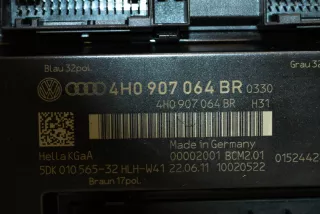 Blau 32pol.
Grau 32
4H0 907 064 BR 0330
4H0 907 064 BR H31
Made in Germany
Hella KGaA 00002001 BCM2.01 0152442
5DK 010 565-32 HLH-W41 22.06.11 10020522
Braun 17pol.